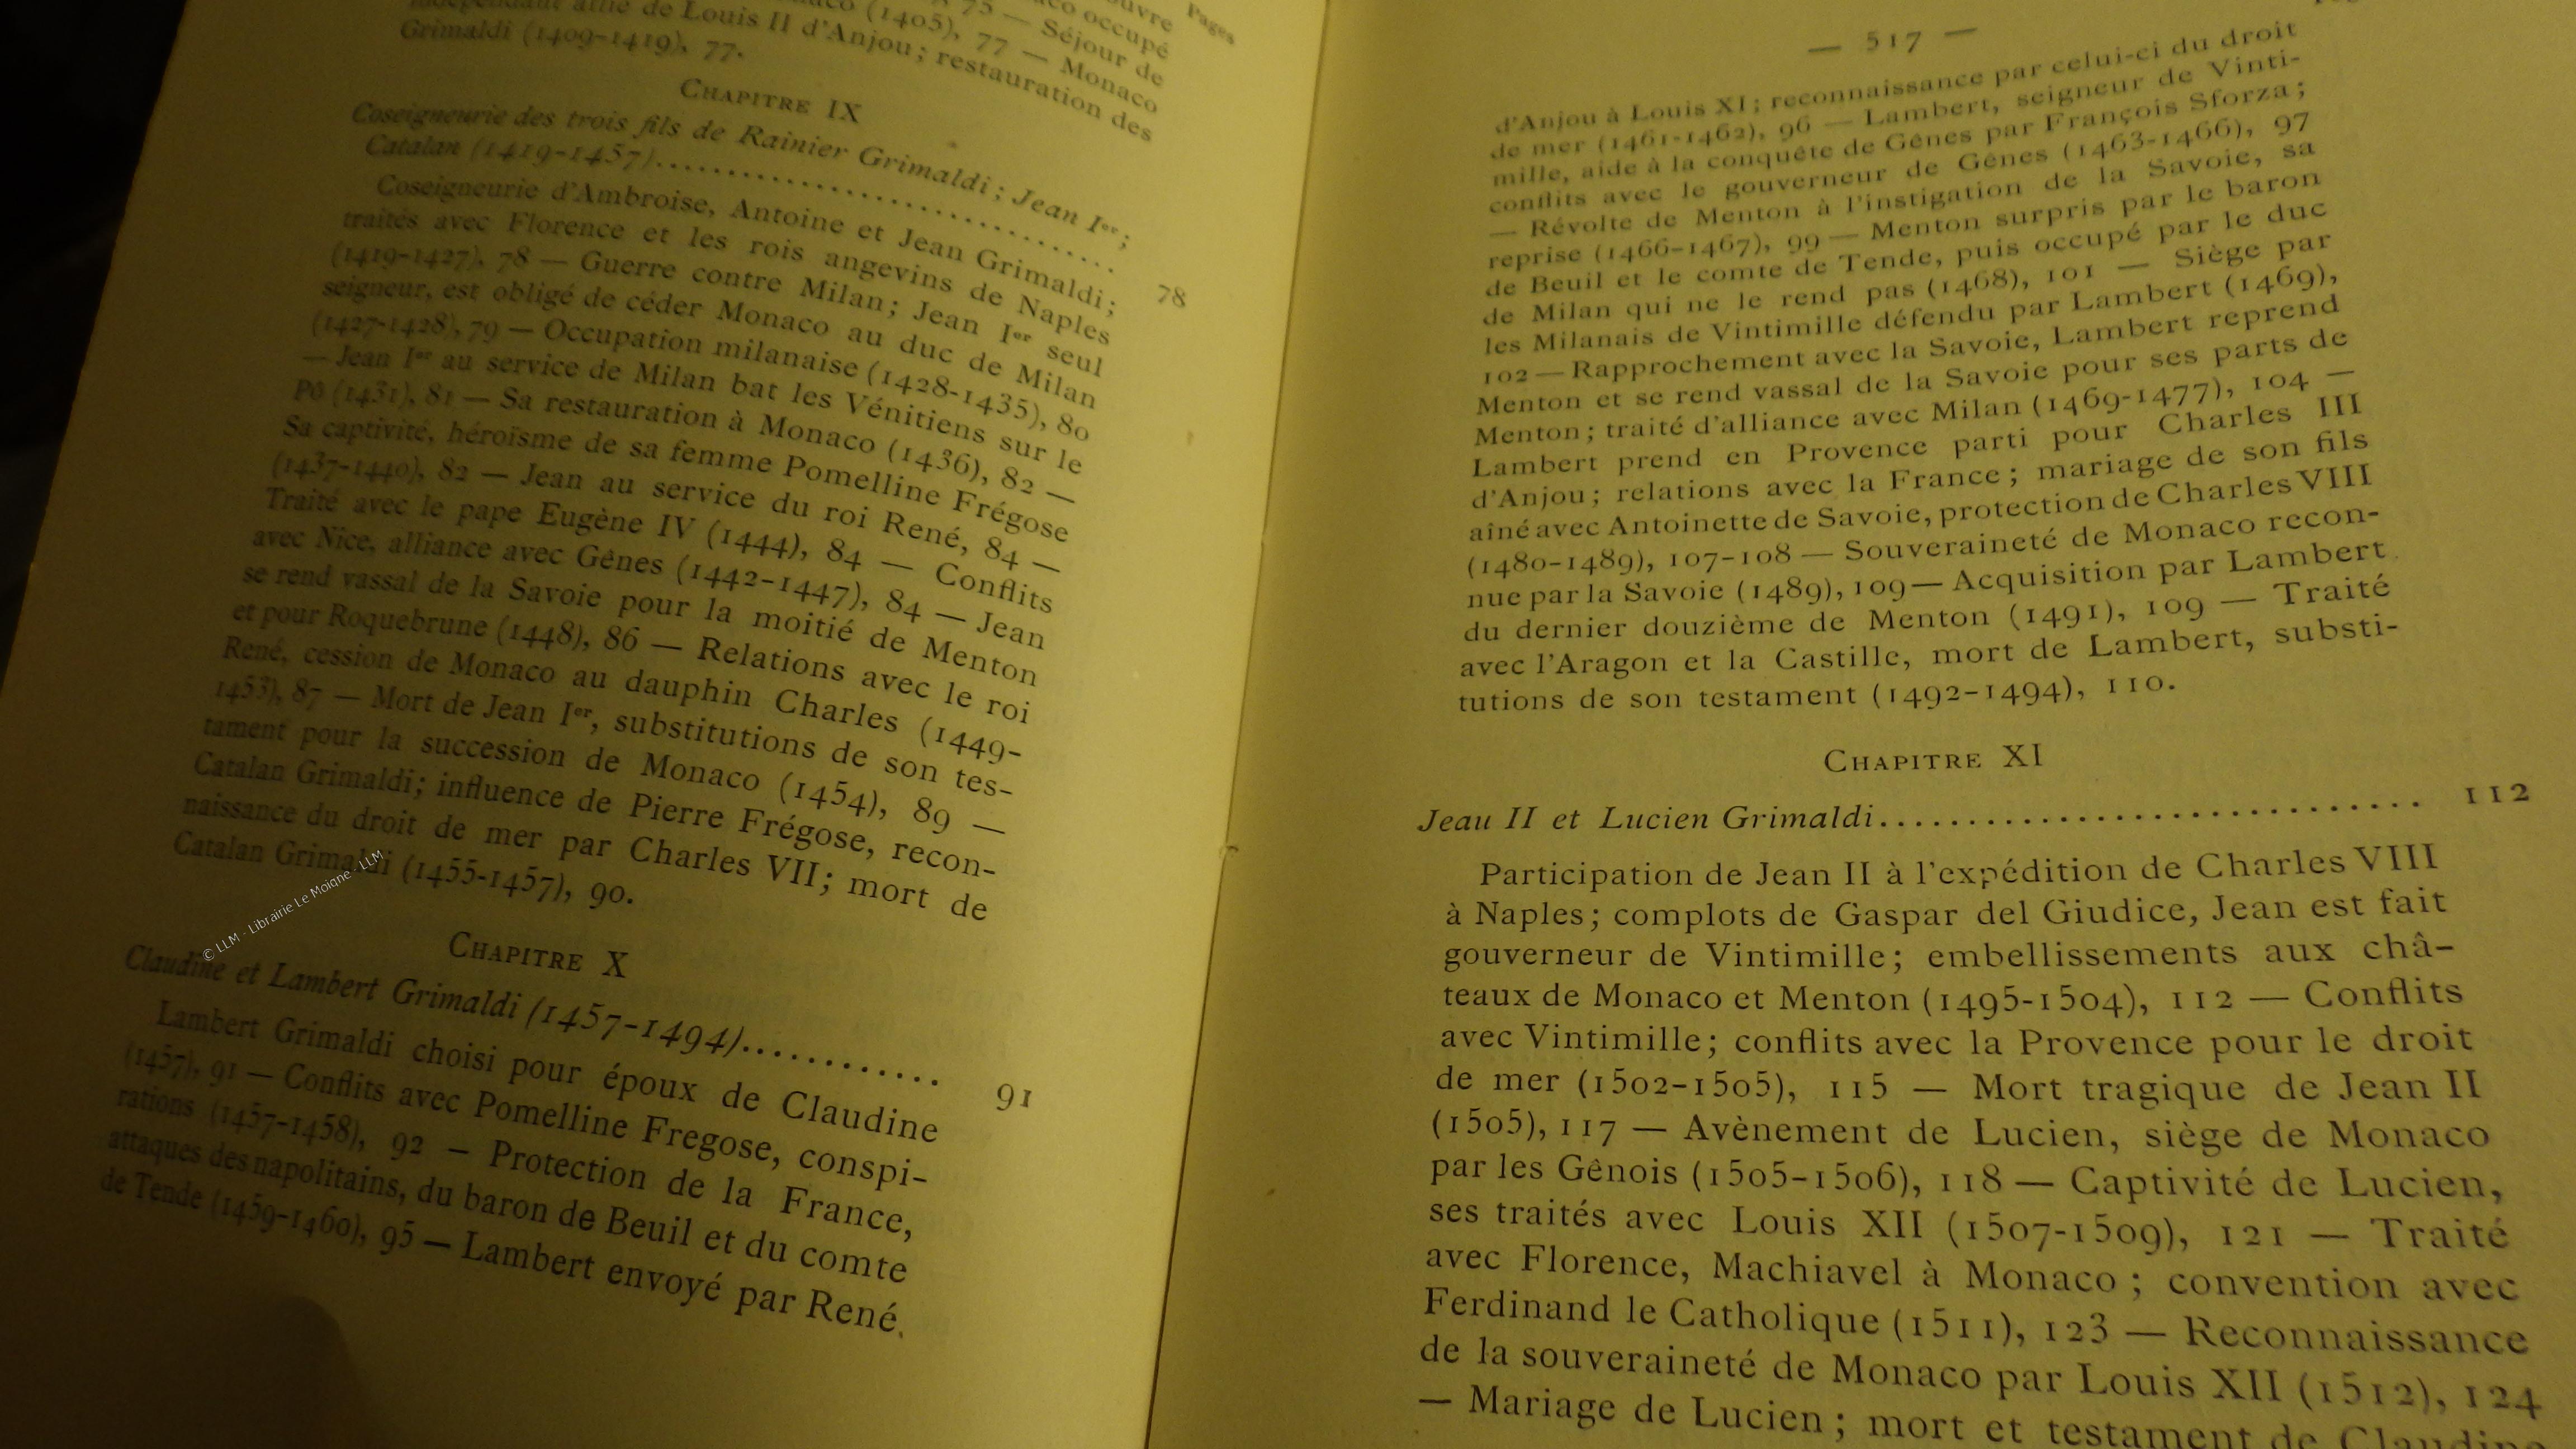 Pages
ouvre
75 — Séjour de
(1405), 77 — Monaco
de Louis II d'Anjou; restauration des
Grimaldi (1409-1419), 77.
CHAPITRE IX
Coseigneurie des trois fils de Rainier Grimaldi; Jean Ier;
Catalan (1419-1457)........................ 78
Coseigneurie d'Ambroise, Antoine et Jean Grimaldi;
traités avec Florence et les rois angevins de Naples
(1419-1427), 78 — Guerre contre Milan; Jean Ier seul
seigneur, est obligé de céder Monaco au duc de Milan
(1427-1428), 79 — Occupation milanaise (1428-1435), 80
— Jean Ier au service de Milan bat les Vénitiens sur le
Pô (1431), 81 — Sa restauration à Monaco (1436), 82 —
Sa captivité, héroïsme de sa femme Pomelline Frégose
(1437-1440), 82 — Jean au service du roi René, 84 —
Traité avec le pape Eugène IV (1444), 84 — Conflits
avec Nice, alliance avec Gênes (1442-1447), 84 — Jean
se rend vassal de la Savoie pour la moitié de Menton
et pour Roquebrune (1448), 86 — Relations avec le roi
René, cession de Monaco au dauphin Charles (1449-
1453), 87 — Mort de Jean Ier, substitutions de son tes-
tament pour la succession de Monaco (1454), 89 —
Catalan Grimaldi; influence de Pierre Frégose, recon-
naissance du droit de mer par Charles VII; mort de
Catalan Grimaldi (1455-1457), 90.
CHAPITRE X
Claudine et Lambert Grimaldi (1457-1494)........... 91
Lambert Grimaldi choisi pour époux de Claudine
(1457), 91 — Conflits avec Pomelline Fregose, conspi-
rations (1457-1458), 92 — Protection de la France,
attaques des napolitains, du baron de Beuil et du comte
de Tende (1459-1460), 95 — Lambert envoyé par René
© LLM - Librairie Le Moigne - LLM
— 517 —
d'Anjou à Louis XI; reconnaissance par celui-ci du droit
de mer (1461-1462), 96 — Lambert, seigneur de Vinti-
mille, aide à la conquête de Gênes par François Sforza;
conflits avec le gouverneur de Gênes (1463-1466), 97
— Révolte de Menton à l'instigation de la Savoie, sa
reprise (1466-1467), 99 — Menton surpris par le baron
de Beuil et le comte de Tende, puis occupé par le duc
de Milan qui ne le rend pas (1468), 101 — Siège par
les Milanais de Vintimille défendu par Lambert (1469),
102 — Rapprochement avec la Savoie, Lambert reprend
Menton et se rend vassal de la Savoie pour ses parts de
Menton; traité d'alliance avec Milan (1469-1477), 104 —
Lambert prend en Provence parti pour Charles III
d'Anjou; relations avec la France; mariage de son fils
aîné avec Antoinette de Savoie, protection de Charles VIII
(1480-1489), 107-108 — Souveraineté de Monaco recon-
nue par la Savoie (1489), 109 — Acquisition par Lambert
du dernier douzième de Menton (1491), 109 — Traité
avec l'Aragon et la Castille, mort de Lambert, substi-
tutions de son testament (1492-1494), 110.
CHAPITRE XI
Jeau II et Lucien Grimaldi............................ 112
Participation de Jean II à l'expédition de Charles VIII
à Naples; complots de Gaspar del Giudice, Jean est fait
gouverneur de Vintimille; embellissements aux châ-
teaux de Monaco et Menton (1495-1504), 112 — Conflits
avec Vintimille; conflits avec la Provence pour le droit
de mer (1502-1505), 115 — Mort tragique de Jean II
(1505), 117 — Avènement de Lucien, siège de Monaco
par les Gênois (1505-1506), 118 — Captivité de Lucien,
ses traités avec Louis XII (1507-1509), 121 — Traité
avec Florence, Machiavel à Monaco; convention avec
Ferdinand le Catholique (1511), 123 — Reconnaissance
de la souveraineté de Monaco par Louis XII (1512), 124
— Mariage de Lucien; mort et testament de Claudine